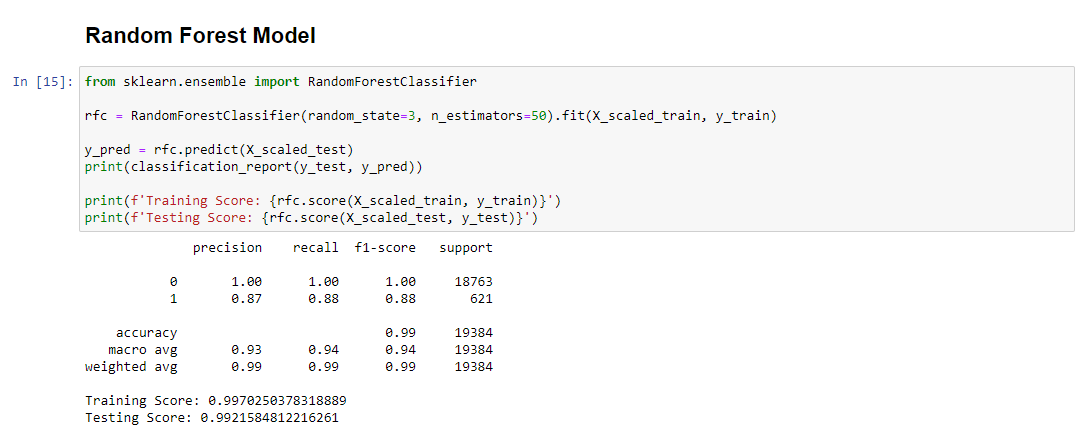 Random Forest Model
In [15]: from sklearn.ensemble import RandomForestClassifier
rfc = RandomForestClassifier(random_state=3, n_estimators=50).fit(X_scaled_train, y_train)
y_pred = rfc.predict(X_scaled_test)
print(classification_report(y_test, y_pred))
print(f'Training Score: {rfc.score(X_scaled_train, y_train)}')
print(f'Testing Score: {rfc.score(X_scaled_test, y_test)}')
precision recall f1-score support
0 1.00 1.00 1.00 18763
1 0.87 0.88 0.88 621
accuracy 0.99 19384
macro avg 0.93 0.94 0.94 19384
weighted avg 0.99 0.99 0.99 19384
Training Score: 0.9970250378318889
Testing Score: 0.9921584812216261